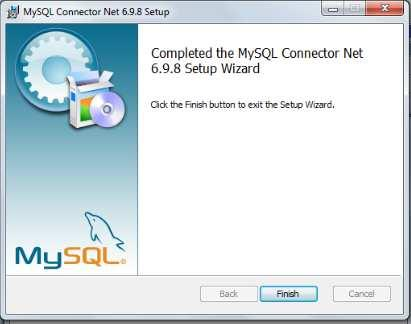 MySQL Connector Net 6.9.8 Setup
Completed the MySQL Connector Net
6.9.8 Setup Wizard
Click the Finish button to exit the Setup Wizard.
MySQL®
Back Finish Cancel